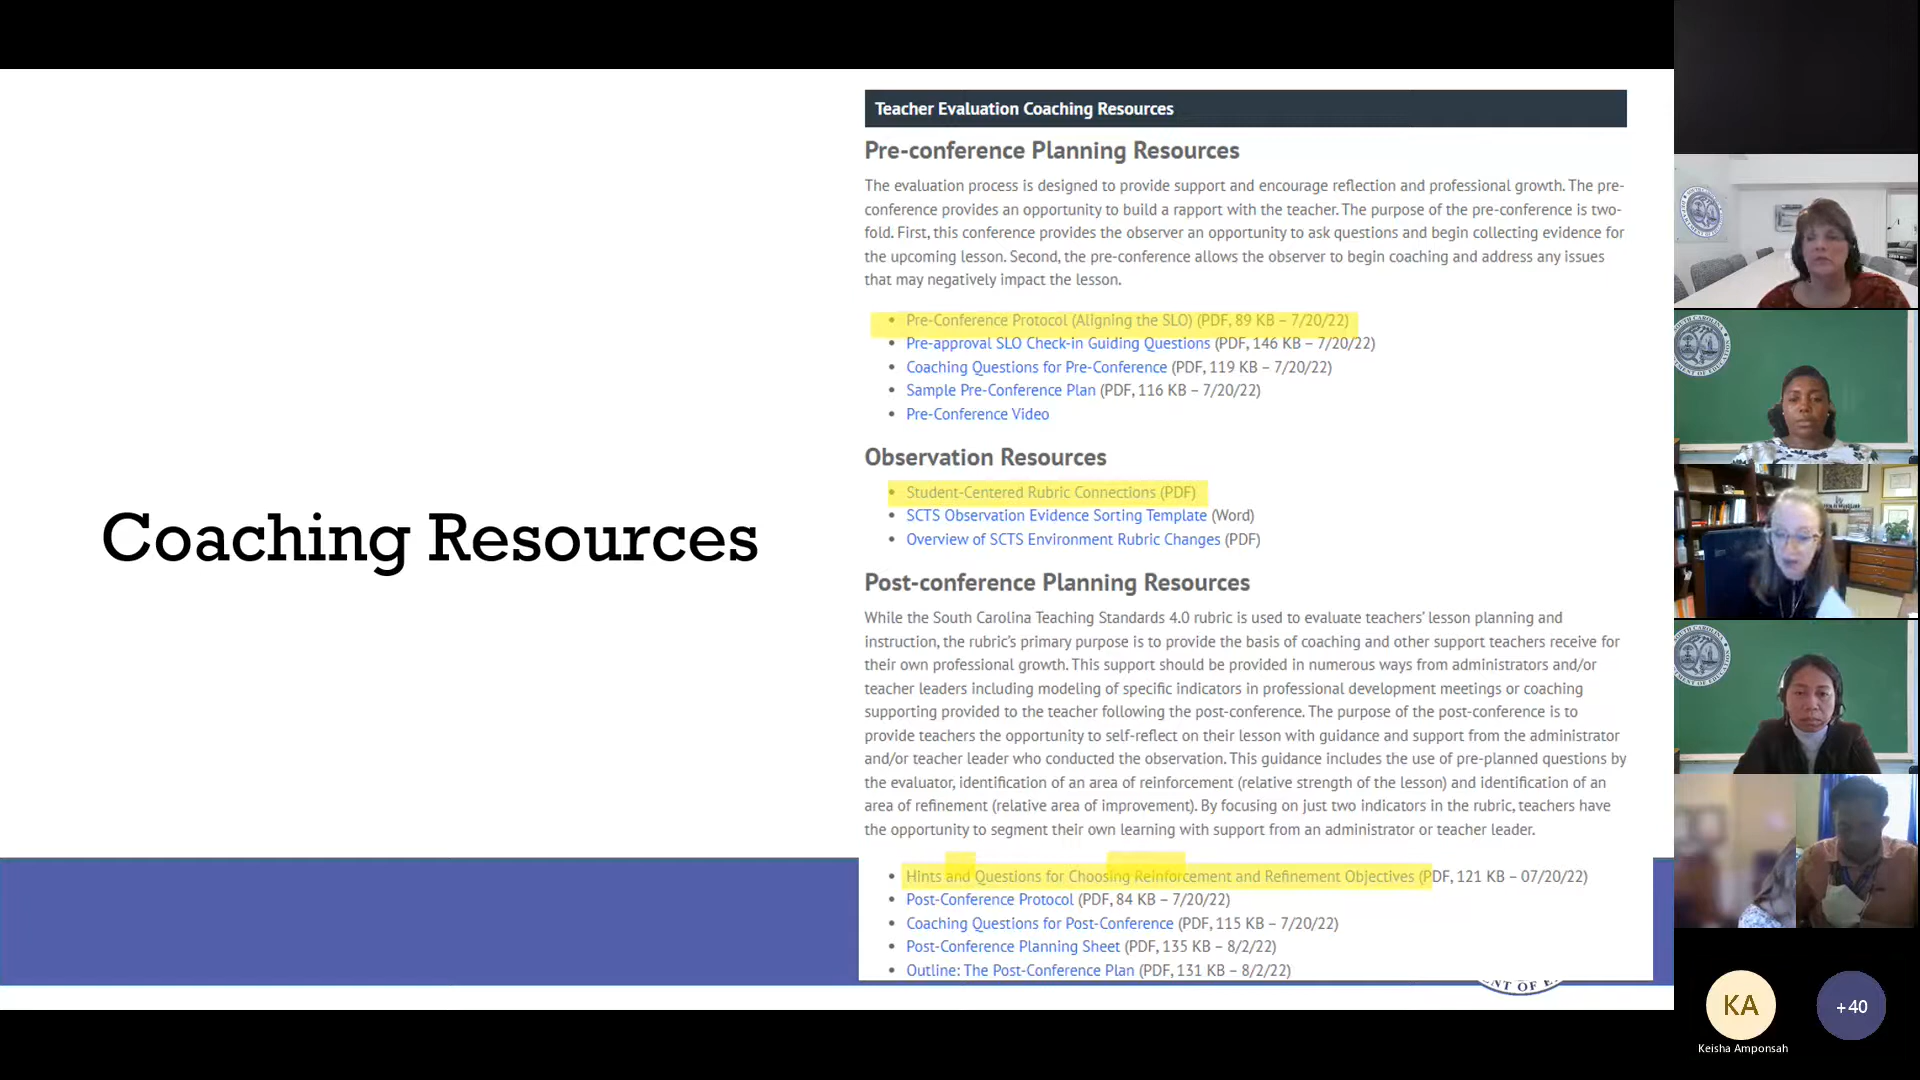 Coaching Resources
Teacher Evaluation Coaching Resources
Pre-conference Planning Resources
The evaluation process is designed to provide support and encourage reflection and professional growth. The pre-
conference provides an opportunity to build a rapport with the teacher. The purpose of the pre-conference is two-
fold. First, this conference provides the observer an opportunity to ask questions and begin collecting evidence for
the upcoming lesson. Second, the pre-conference allows the observer to begin coaching and address any issues
that may negatively impact the lesson.
• Pre-Conference Protocol (Aligning the SLO) (PDF, 89 KB – 7/20/22)
• Pre-approval SLO Check-in Guiding Questions (PDF, 146 KB – 7/20/22)
• Coaching Questions for Pre-Conference (PDF, 119 KB – 7/20/22)
• Sample Pre-Conference Plan (PDF, 116 KB – 7/20/22)
• Pre-Conference Video
Observation Resources
• Student-Centered Rubric Connections (PDF)
• SCTS Observation Evidence Sorting Template (Word)
• Overview of SCTS Environment Rubric Changes (PDF)
Post-conference Planning Resources
While the South Carolina Teaching Standards 4.0 rubric is used to evaluate teachers' lesson planning and
instruction, the rubric's primary purpose is to provide the basis of coaching and other support teachers receive for
their own professional growth. This support should be provided in numerous ways from administrators and/or
teacher leaders including modeling of specific indicators in professional development meetings or coaching
supporting provided to the teacher following the post-conference. The purpose of the post-conference is to
provide teachers the opportunity to self-reflect on their lesson with guidance and support from the administrator
and/or teacher leader who conducted the observation. This guidance includes the use of pre-planned questions by
the evaluator, identification of an area of reinforcement (relative strength of the lesson) and identification of an
area of refinement (relative area of improvement). By focusing on just two indicators in the rubric, teachers have
the opportunity to segment their own learning with support from an administrator or teacher leader.
• Hints and Questions for Choosing Reinforcement and Refinement Objectives (PDF, 121 KB – 07/20/22)
• Post-Conference Protocol (PDF, 84 KB – 7/20/22)
• Coaching Questions for Post-Conference (PDF, 115 KB – 7/20/22)
• Post-Conference Planning Sheet (PDF, 135 KB – 8/2/22)
• Outline: The Post-Conference Plan (PDF, 131 KB – 8/2/22)
KA
+40
Keisha Amponsah